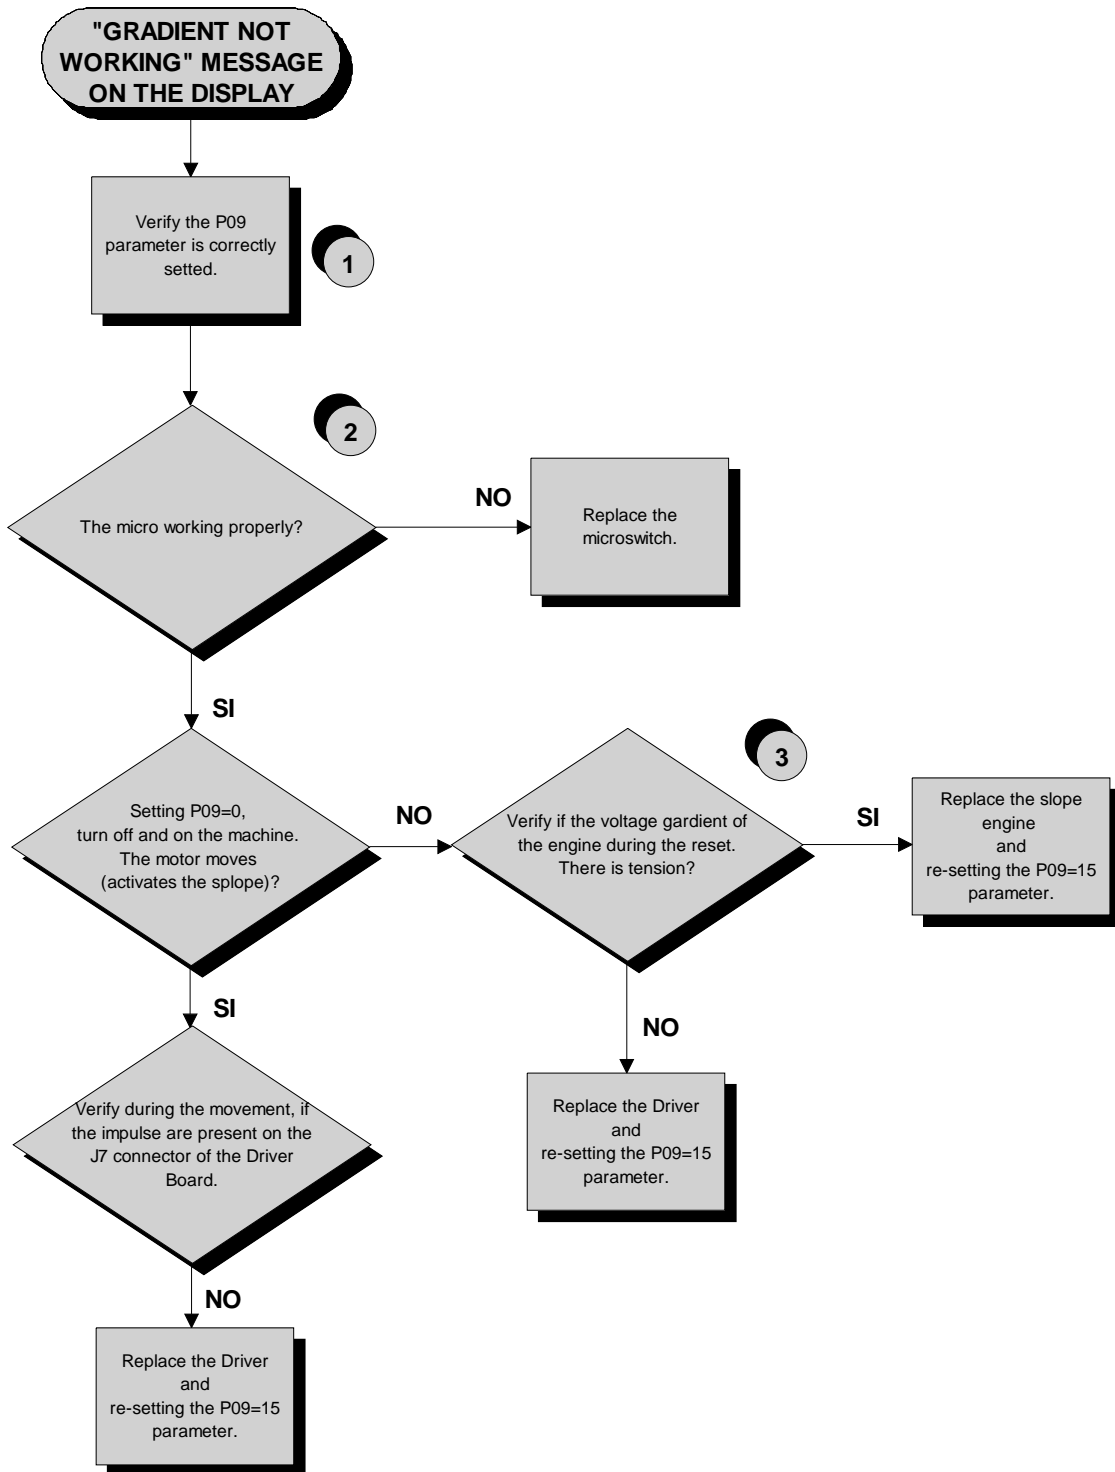 "GRADIENT NOT
WORKING" MESSAGE
ON THE DISPLAY
Verify the P09
parameter is correctly
setted.
1
2
The micro working properly?
NO
Replace the
microswitch.
SI
3
Setting P09=0,
turn off and on the machine.
The motor moves
(activates the splope)?
NO
Verify if the voltage gardient of
the engine during the reset.
There is tension?
SI
Replace the slope
engine
and
re-setting the P09=15
parameter.
SI
NO
Verify during the movement, if
the impulse are present on the
J7 connector of the Driver
Board.
Replace the Driver
and
re-setting the P09=15
parameter.
NO
Replace the Driver
and
re-setting the P09=15
parameter.